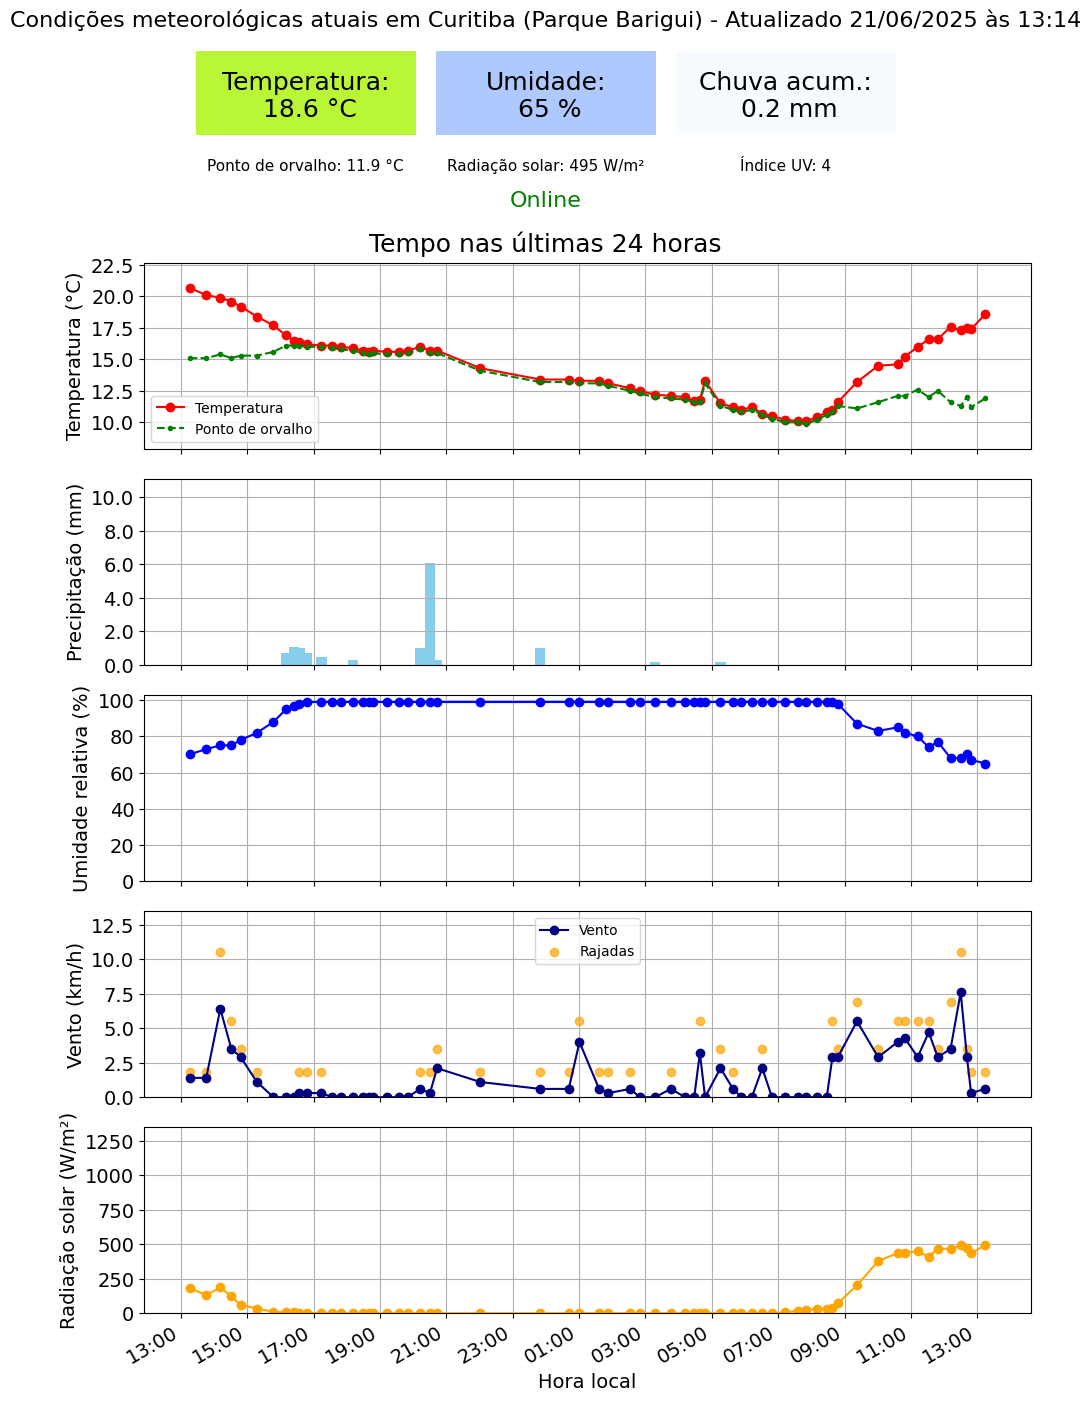 Condições meteorológicas atuais em Curitiba (Parque Barigui) - Atualizado 21/06/2025 às 13:14
Temperatura:
18.6 °C
Umidade:
65 %
Chuva acum.:
0.2 mm
Ponto de orvalho: 11.9 °C
Radiação solar: 495 W/m²
Índice UV: 4
Online
Tempo nas últimas 24 horas
Temperatura (°C)
22.5
20.0
17.5
15.0
12.5
10.0
Temperatura
Ponto de orvalho
Precipitação (mm)
10.0
8.0
6.0
4.0
2.0
0.0
Umidade relativa (%)
100
80
60
40
20
0
Vento (km/h)
12.5
10.0
7.5
5.0
2.5
0.0
Vento
Rajadas
Radiação solar (W/m²)
1250
1000
750
500
250
0
13:00
15:00
17:00
19:00
21:00
23:00
01:00
03:00
05:00
07:00
09:00
11:00
13:00
Hora local